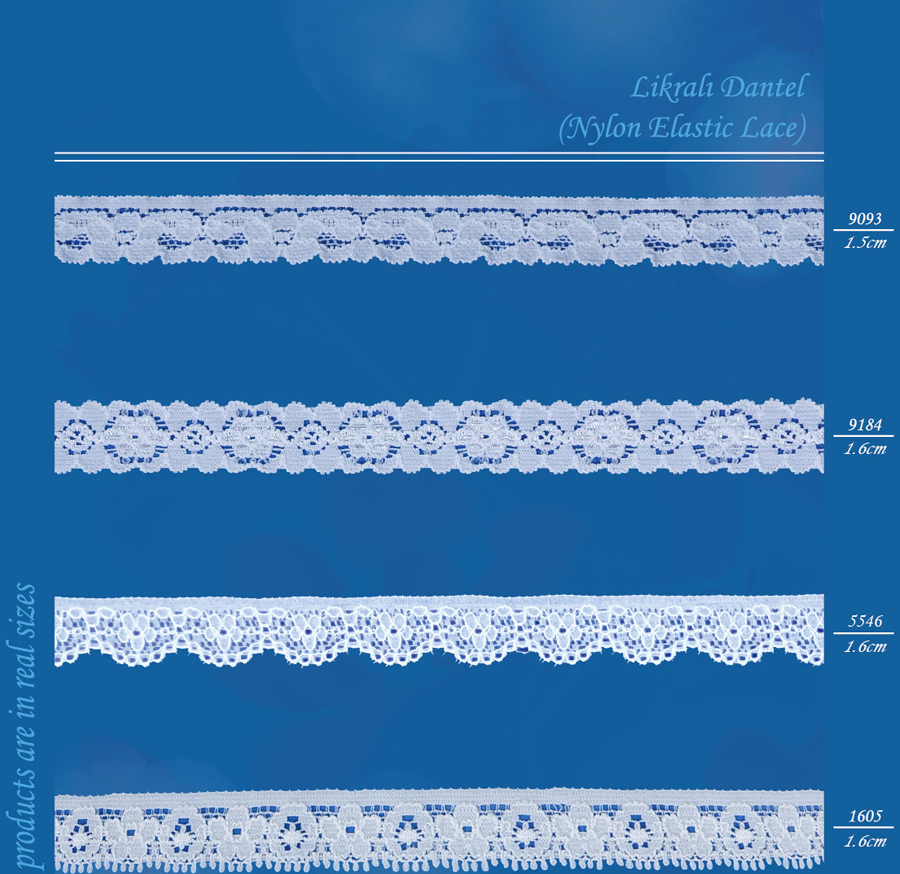 Likralı Dantel
(Nylon Elastic Lace)
9093
1.5cm
9184
1.6cm
5546
1.6cm
1605
1.6cm
products are in real sizes